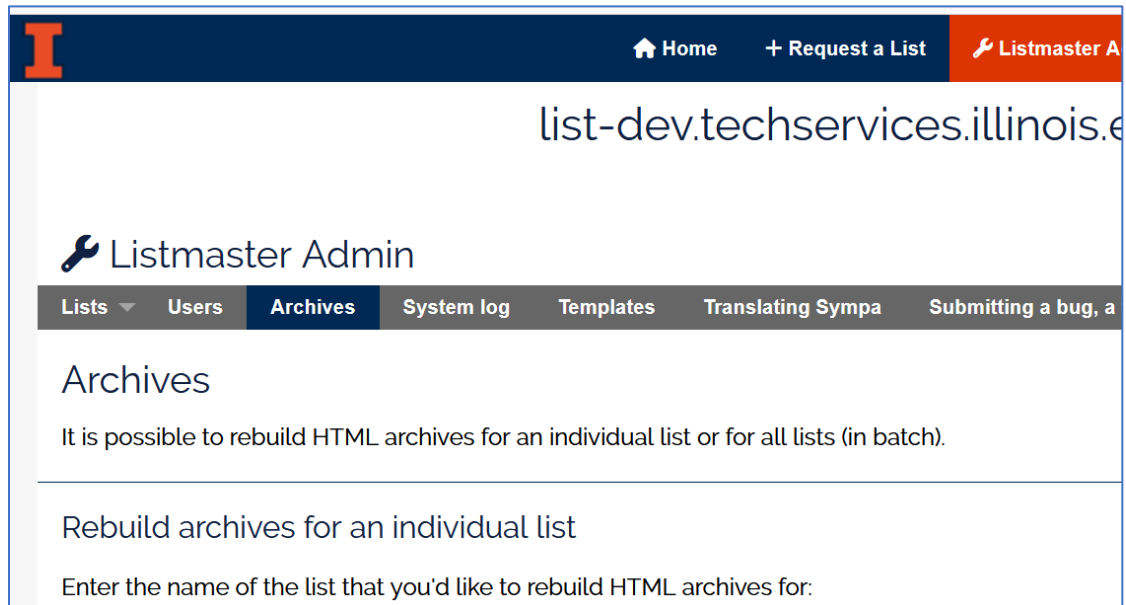 I
Home + Request a List Listmaster A
list-dev.techservices.illinois.e
Listmaster Admin
Lists Users Archives System log Templates Translating Sympa Submitting a bug, a
Archives
It is possible to rebuild HTML archives for an individual list or for all lists (in batch).
Rebuild archives for an individual list
Enter the name of the list that you'd like to rebuild HTML archives for: